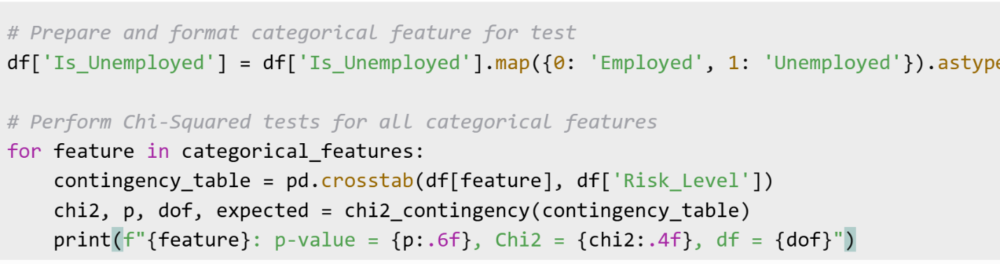 # Prepare and format categorical feature for test
df['Is_Unemployed'] = df['Is_Unemployed'].map({0: 'Employed', 1: 'Unemployed'}).astype
# Perform Chi-Squared tests for all categorical features
for feature in categorical_features:
    contingency_table = pd.crosstab(df[feature], df['Risk_Level'])
    chi2, p, dof, expected = chi2_contingency(contingency_table)
    print(f"{feature}: p-value = {p:.6f}, Chi2 = {chi2:.4f}, df = {dof}")